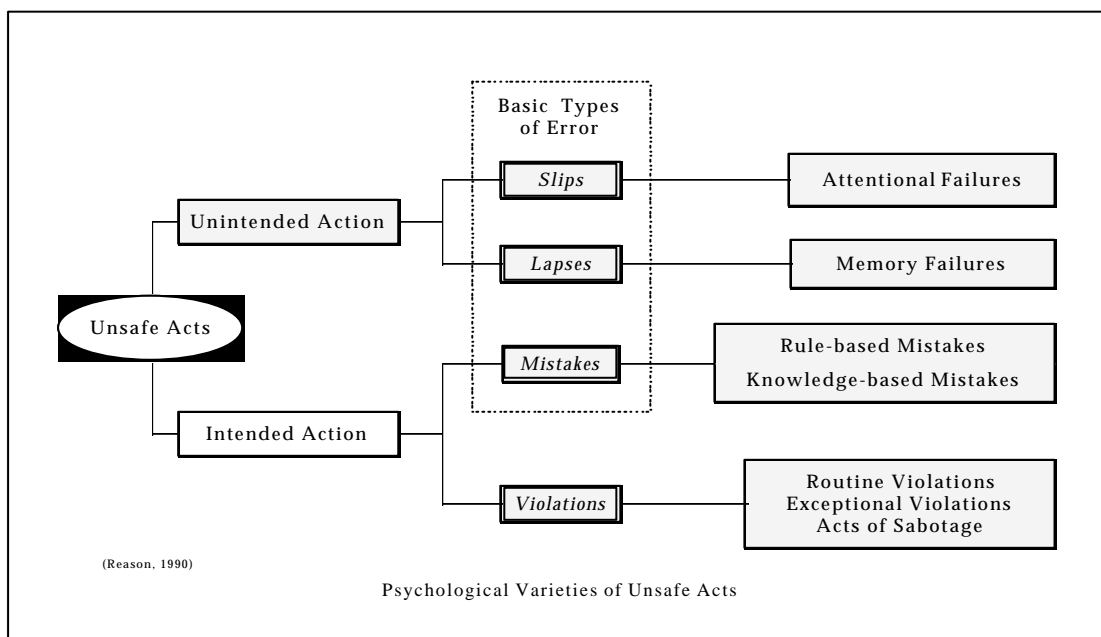 Basic Types
of Error
Slips
Attentional Failures
Unintended Action
Lapses
Memory Failures
Unsafe Acts
Mistakes
Rule-based Mistakes
Knowledge-based Mistakes
Intended Action
Violations
Routine Violations
Exceptional Violations
Acts of Sabotage
(Reason, 1990)
Psychological Varieties of Unsafe Acts